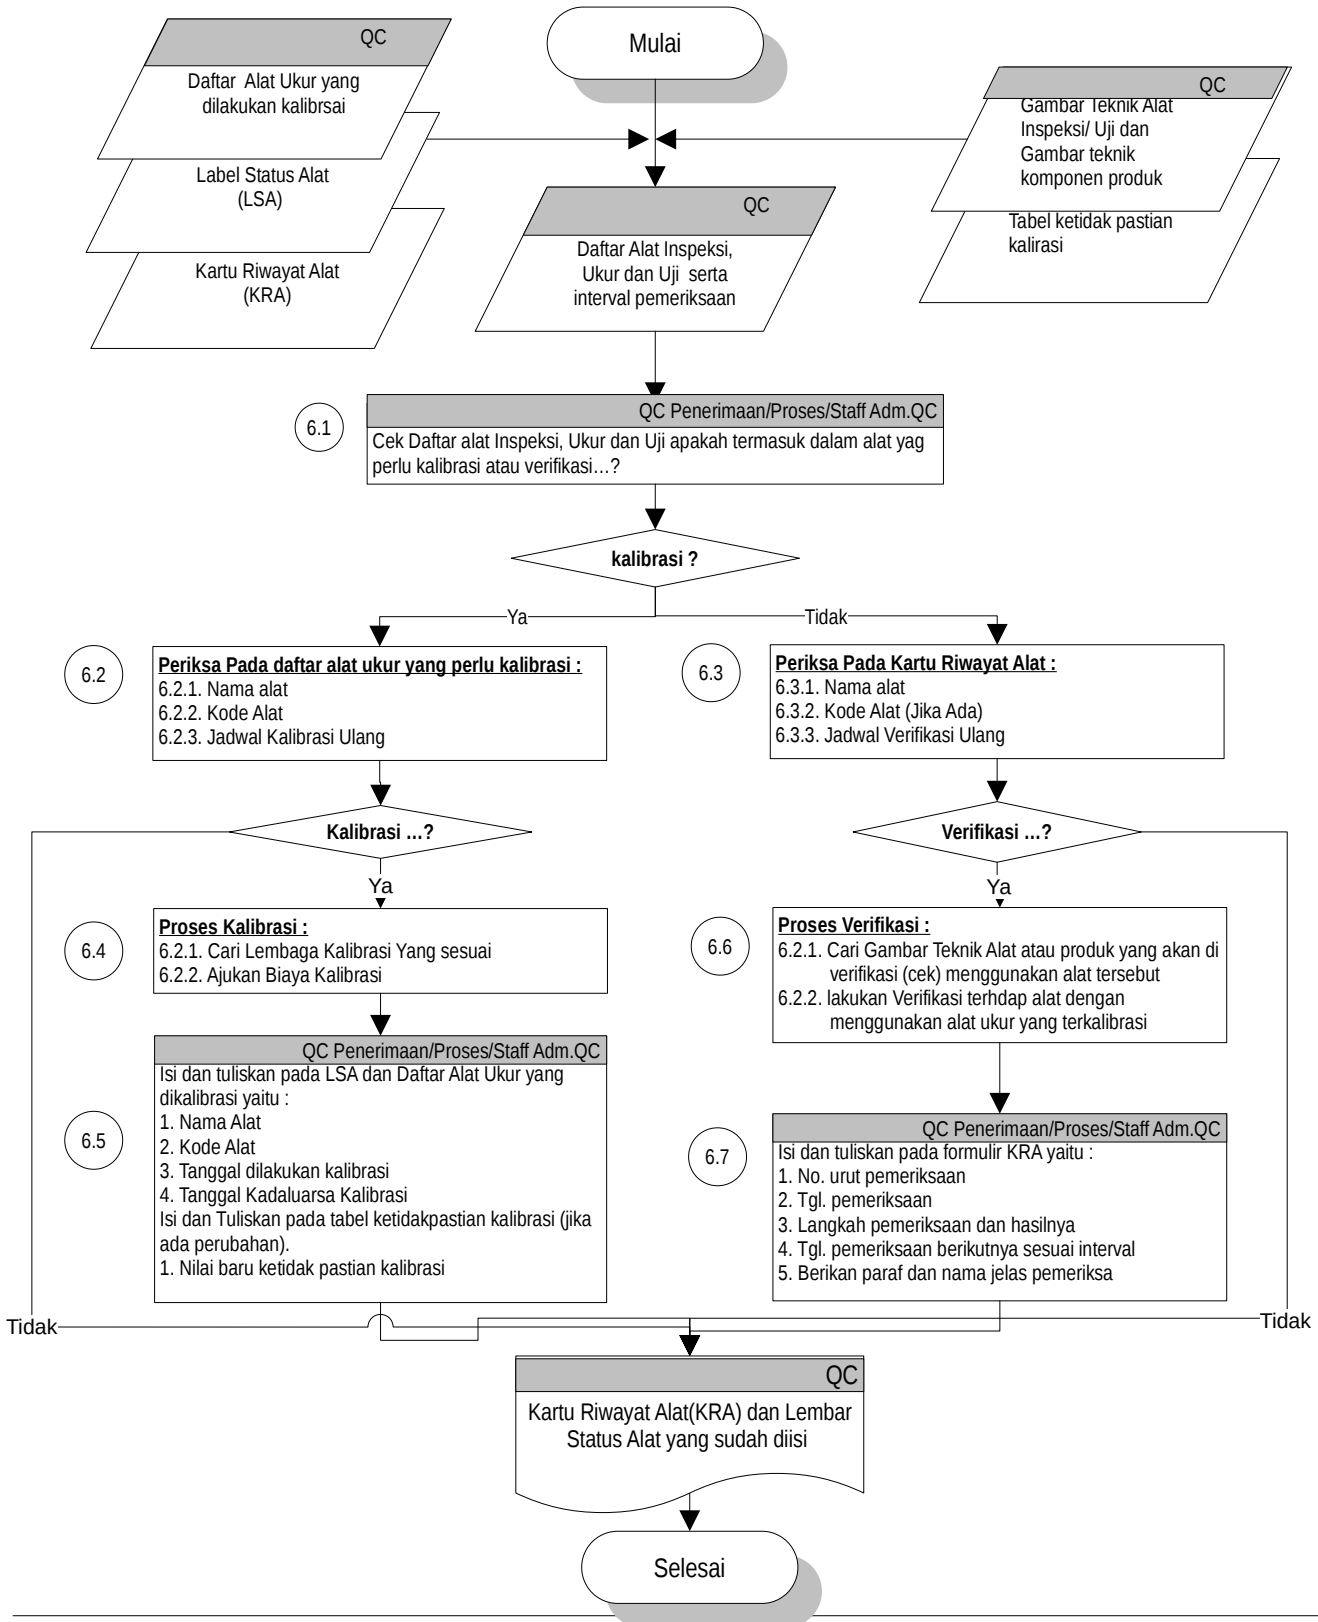 QC
Daftar Alat Ukur yang
dilakukan kalibrsai
Label Status Alat
(LSA)
Kartu Riwayat Alat
(KRA)
Mulai
QC
Gambar Teknik Alat
Inspeksi/ Uji dan
Gambar teknik
komponen produk
Tabel ketidak pastian
kalirasi
QC
Daftar Alat Inspeksi,
Ukur dan Uji serta
interval pemeriksaan
6.1
QC Penerimaan/Proses/Staff Adm.QC
Cek Daftar alat Inspeksi, Ukur dan Uji apakah termasuk dalam alat yag
perlu kalibrasi atau verifikasi…?
kalibrasi ?
Ya
Tidak
6.2
Periksa Pada daftar alat ukur yang perlu kalibrasi :
6.2.1. Nama alat
6.2.2. Kode Alat
6.2.3. Jadwal Kalibrasi Ulang
6.3
Periksa Pada Kartu Riwayat Alat :
6.3.1. Nama alat
6.3.2. Kode Alat (Jika Ada)
6.3.3. Jadwal Verifikasi Ulang
Kalibrasi …?
Verifikasi …?
Ya
Ya
6.4
Proses Kalibrasi :
6.2.1. Cari Lembaga Kalibrasi Yang sesuai
6.2.2. Ajukan Biaya Kalibrasi
6.6
Proses Verifikasi :
6.2.1. Cari Gambar Teknik Alat atau produk yang akan di
verifikasi (cek) menggunakan alat tersebut
6.2.2. lakukan Verifikasi terhdap alat dengan
menggunakan alat ukur yang terkalibrasi
6.5
QC Penerimaan/Proses/Staff Adm.QC
Isi dan tuliskan pada LSA dan Daftar Alat Ukur yang
dikalibrasi yaitu :
1. Nama Alat
2. Kode Alat
3. Tanggal dilakukan kalibrasi
4. Tanggal Kadaluarsa Kalibrasi
Isi dan Tuliskan pada tabel ketidakpastian kalibrasi (jika
ada perubahan).
1. Nilai baru ketidak pastian kalibrasi
6.7
QC Penerimaan/Proses/Staff Adm.QC
Isi dan tuliskan pada formulir KRA yaitu :
1. No. urut pemeriksaan
2. Tgl. pemeriksaan
3. Langkah pemeriksaan dan hasilnya
4. Tgl. pemeriksaan berikutnya sesuai interval
5. Berikan paraf dan nama jelas pemeriksa
Tidak
Tidak
QC
Kartu Riwayat Alat(KRA) dan Lembar
Status Alat yang sudah diisi
Selesai